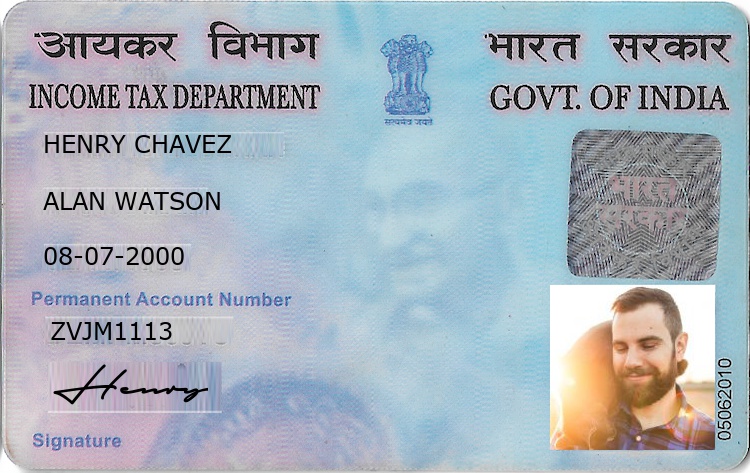 आयकर विभाग भारत सरकार
INCOME TAX DEPARTMENT GOVT. OF INDIA
सत्यमेव जयते
HENRY CHAVEZ
ALAN WATSON
08-07-2000
भारत
सरकार
Permanent Account Number
ZVJM1113
Henry
Signature
05062010